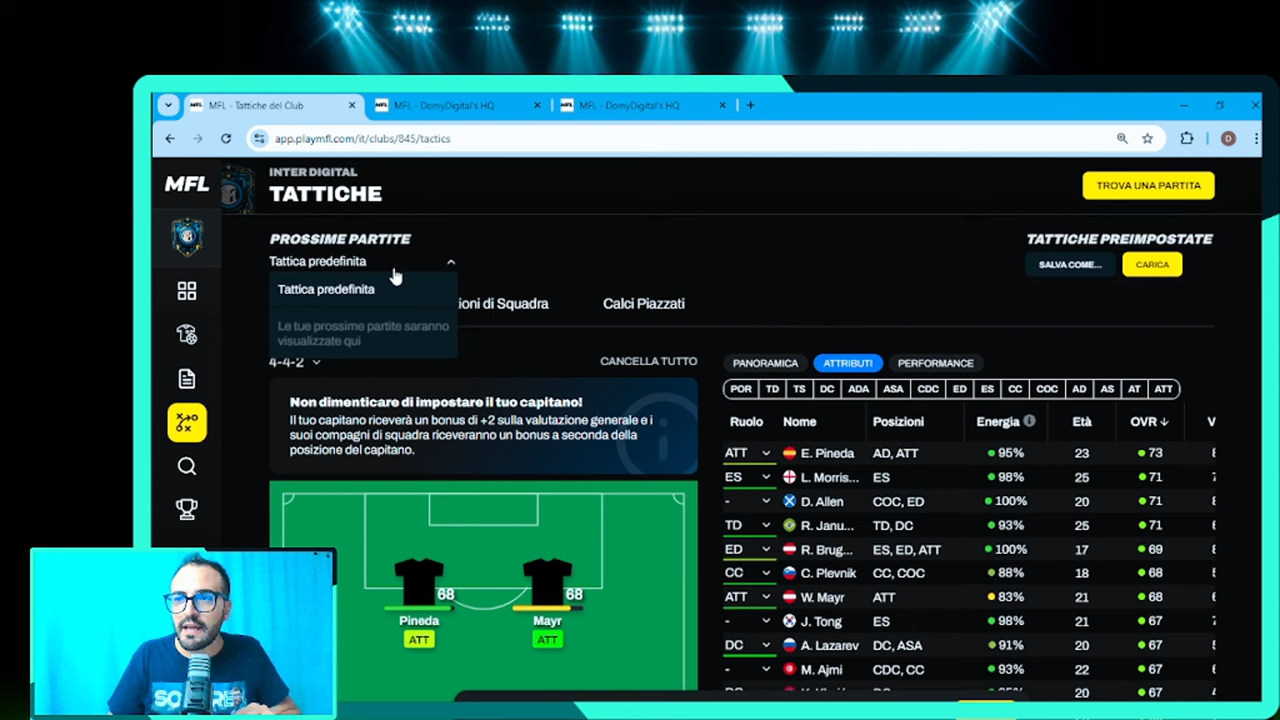 MFL - Tattiche del Club
MFL - DomyDigital's HQ
MFL - DomyDigital's HQ
app.playmfl.com/it/clubs/845/tactics
D
MFL
INTER DIGITAL
TATTICHE
TROVA UNA PARTITA
PROSSIME PARTITE
Tattica predefinita
TATTICHE PREIMPOSTATE
SALVA COME...
CARICA
Tattica predefinita
Le tue prossime partite saranno
visualizzate qui
ioni di Squadra
Calci Piazzati
4-4-2
CANCELLA TUTTO
Non dimenticare di impostare il tuo capitano!
Il tuo capitano riceverà un bonus di +2 sulla valutazione generale e i
suoi compagni di squadra riceveranno un bonus a seconda della
posizione del capitano.
68
68
Pineda
Mayr
ATT
ATT
PANORAMICA ATTRIBUTI PERFORMANCE
POR TD TS DC ADA ASA CDC ED ES CC COC AD AS AT ATT
Ruolo Nome Posizioni Energia Età OVR V
ATT E. Pineda AD, ATT 95% 23 73
ES L. Morris... ES 98% 25 71
- D. Allen COC, ED 100% 20 71
TD R. Janu... TD, DC 93% 25 71
ED R. Brug... ES, ED, ATT 100% 17 69
CC C. Plevnik CC, COC 88% 18 68
ATT W. Mayr ATT 83% 21 68
- J. Tong ES 98% 21 67
DC A. Lazarev DC, ASA 91% 20 67
- M. Ajmi CDC, CC 93% 22 67
20 67